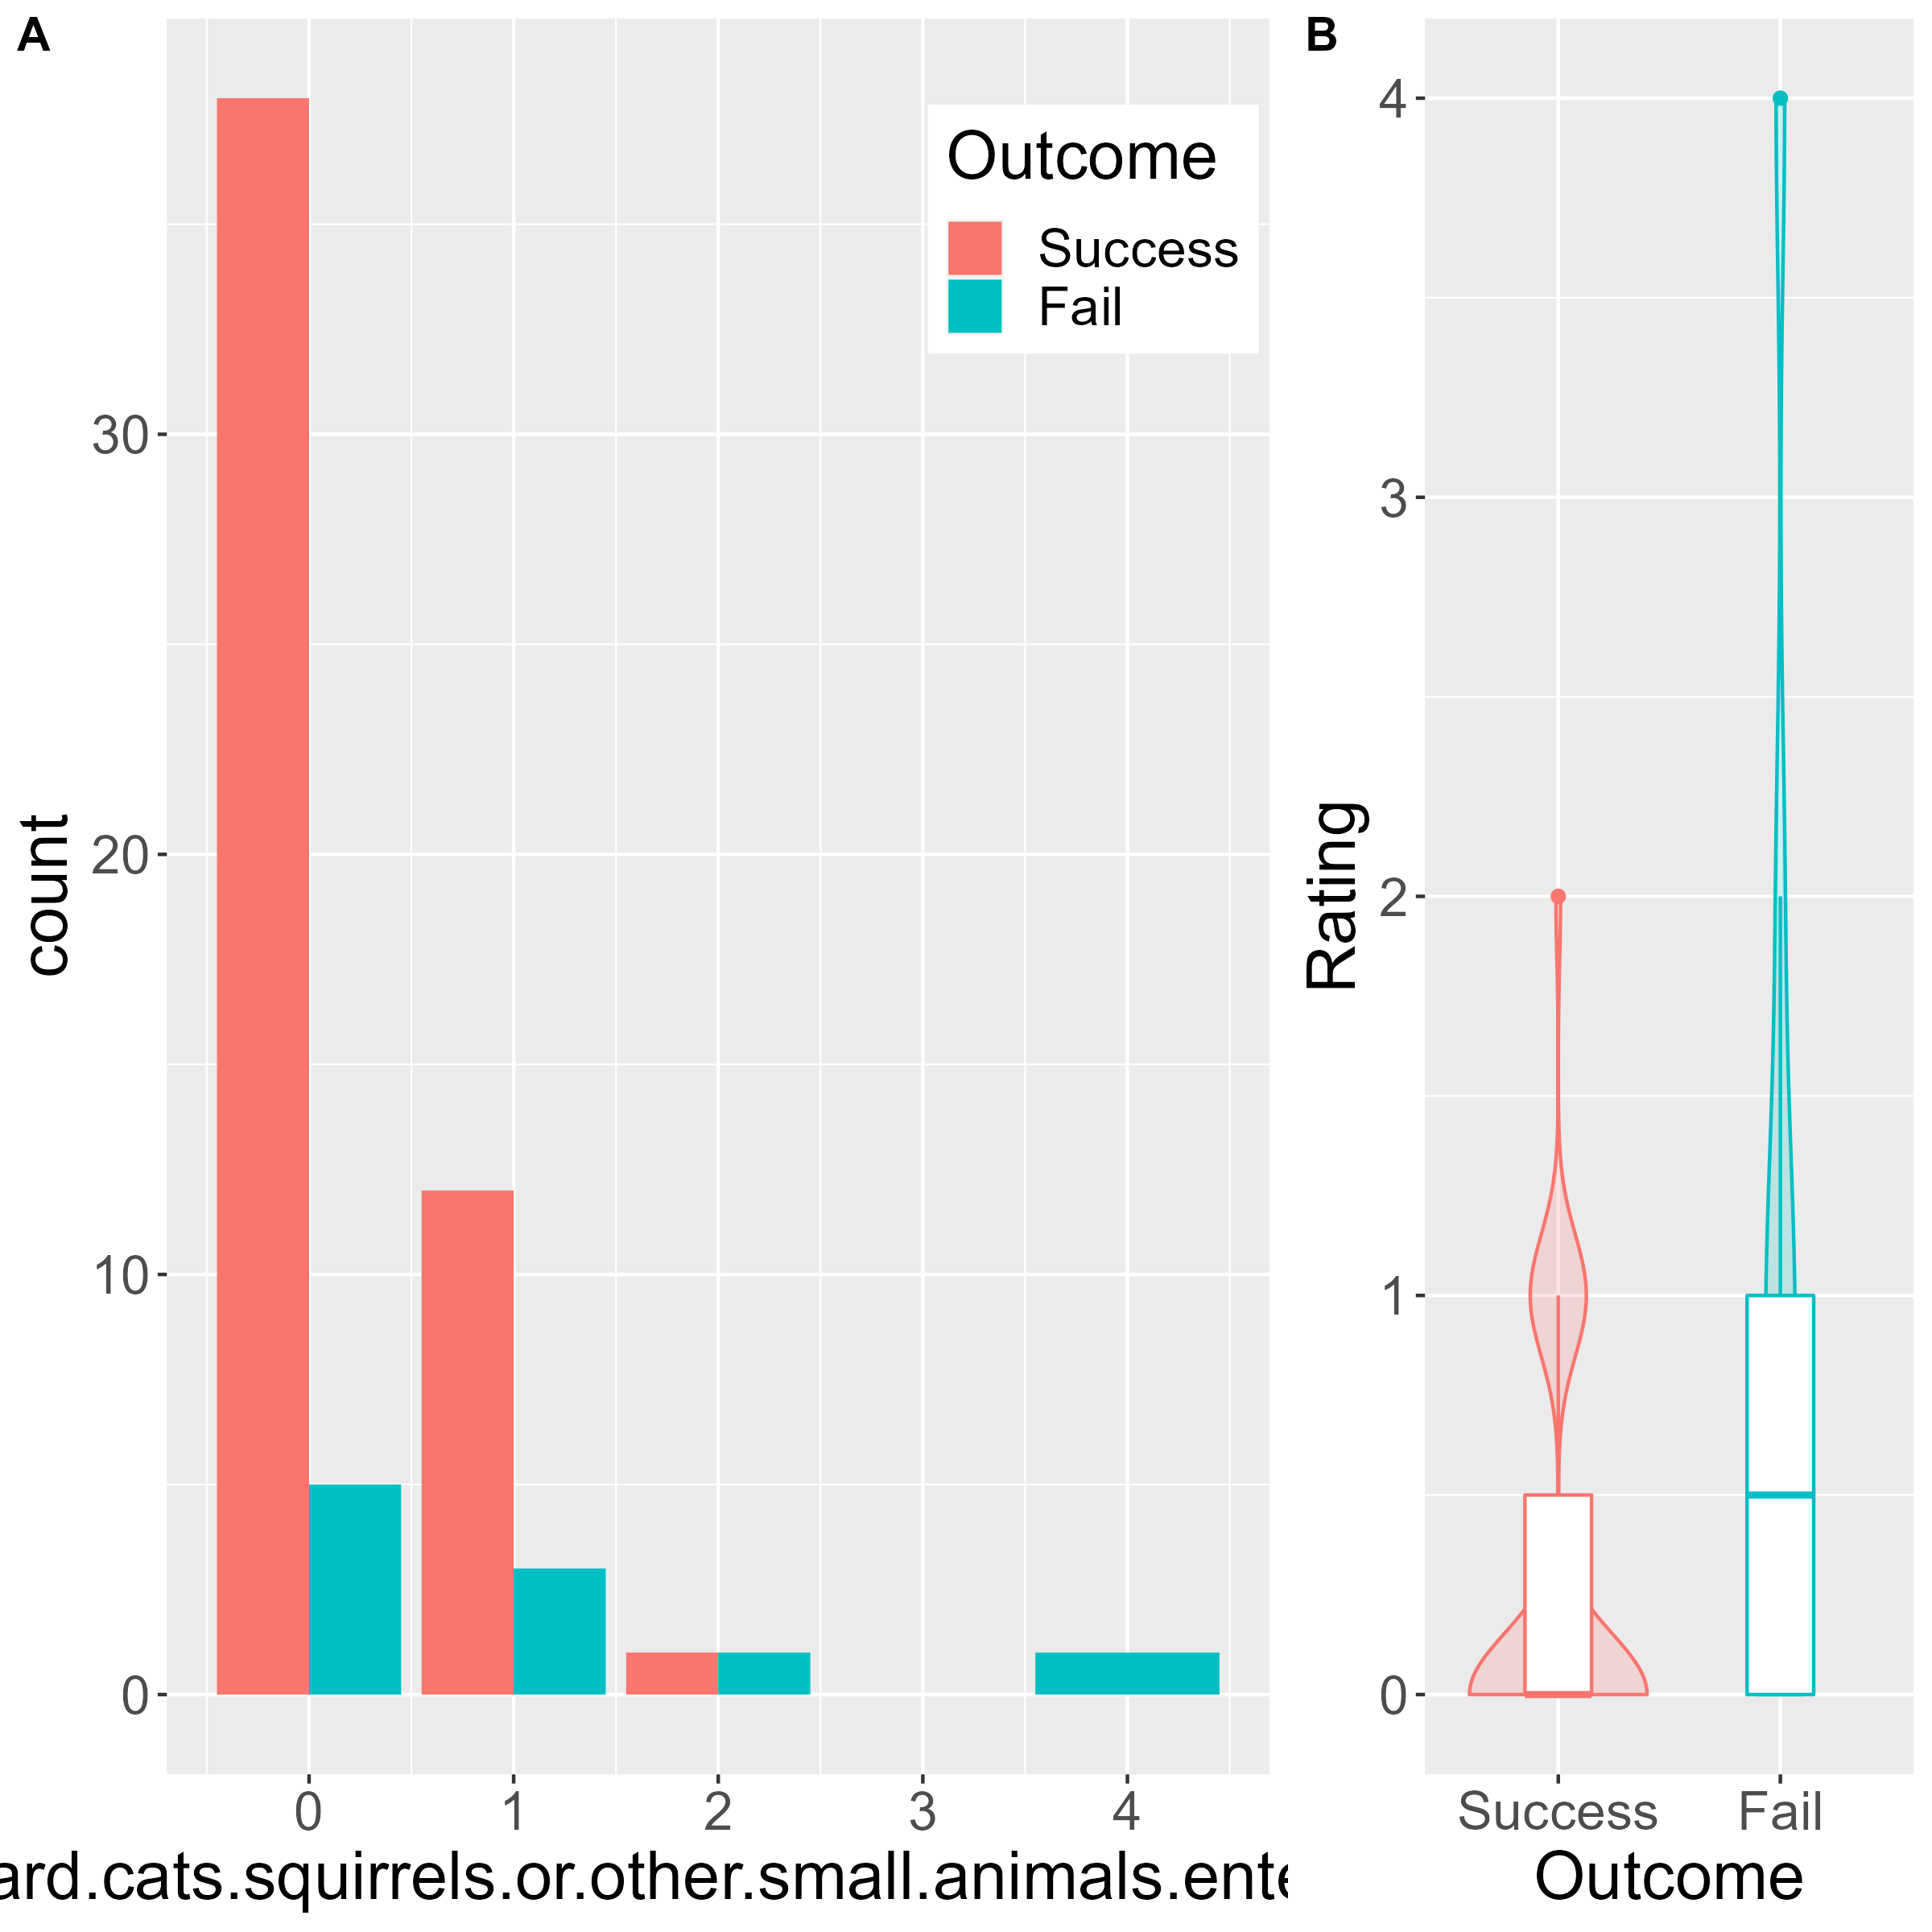 A
Outcome
Success
Fail
30
20
10
0
count
0 1 2 3 4
ard.cats.squirrels.or.other.small.animals.ente
B
4
3
2
1
0
Rating
Success Fail
Outcome